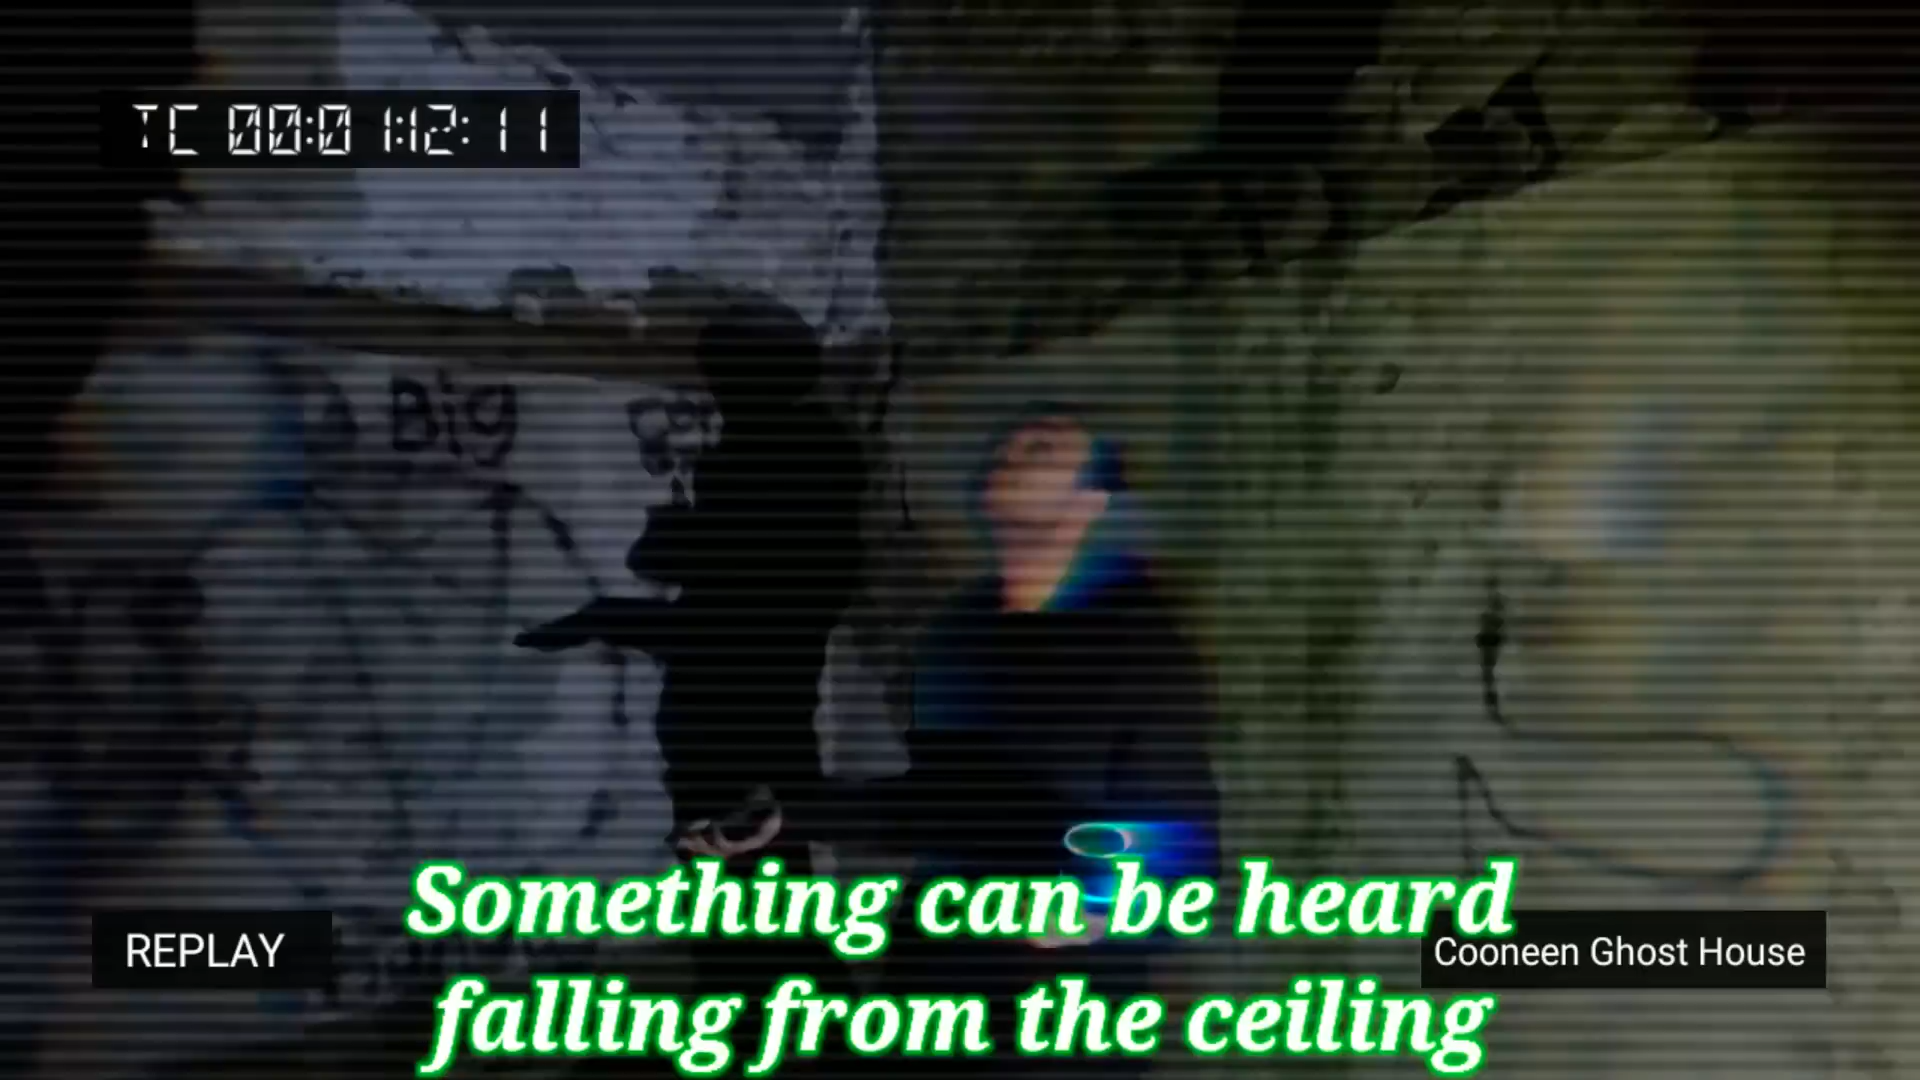 TC 00:01:12:11
Big
REPLAY
Something can be heard
falling from the ceiling
Cooneen Ghost House